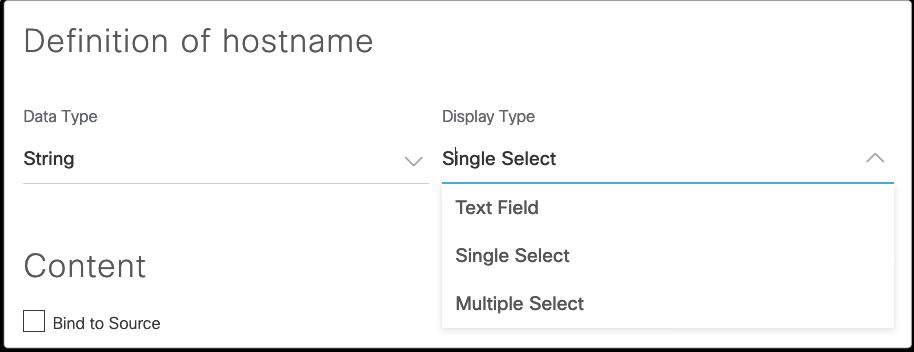 Definition of hostname
Data Type
Display Type
String
Single Select
Text Field
Single Select
Multiple Select
Content
Bind to Source